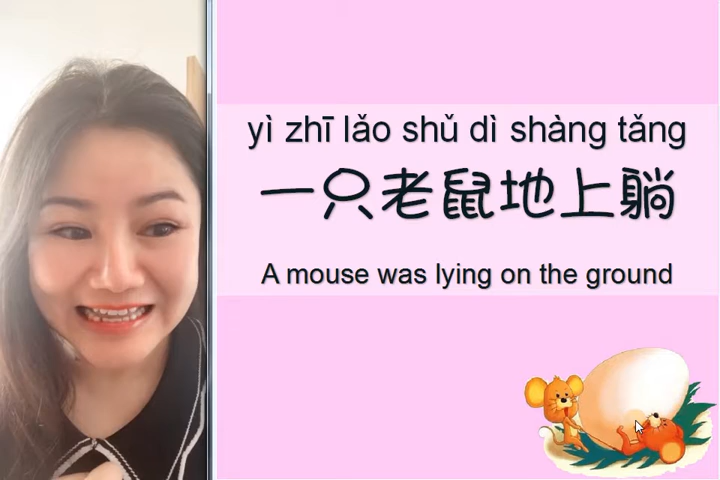 yì zhī lǎo shǔ dì shàng tǎng
一只老鼠地上躺
A mouse was lying on the ground